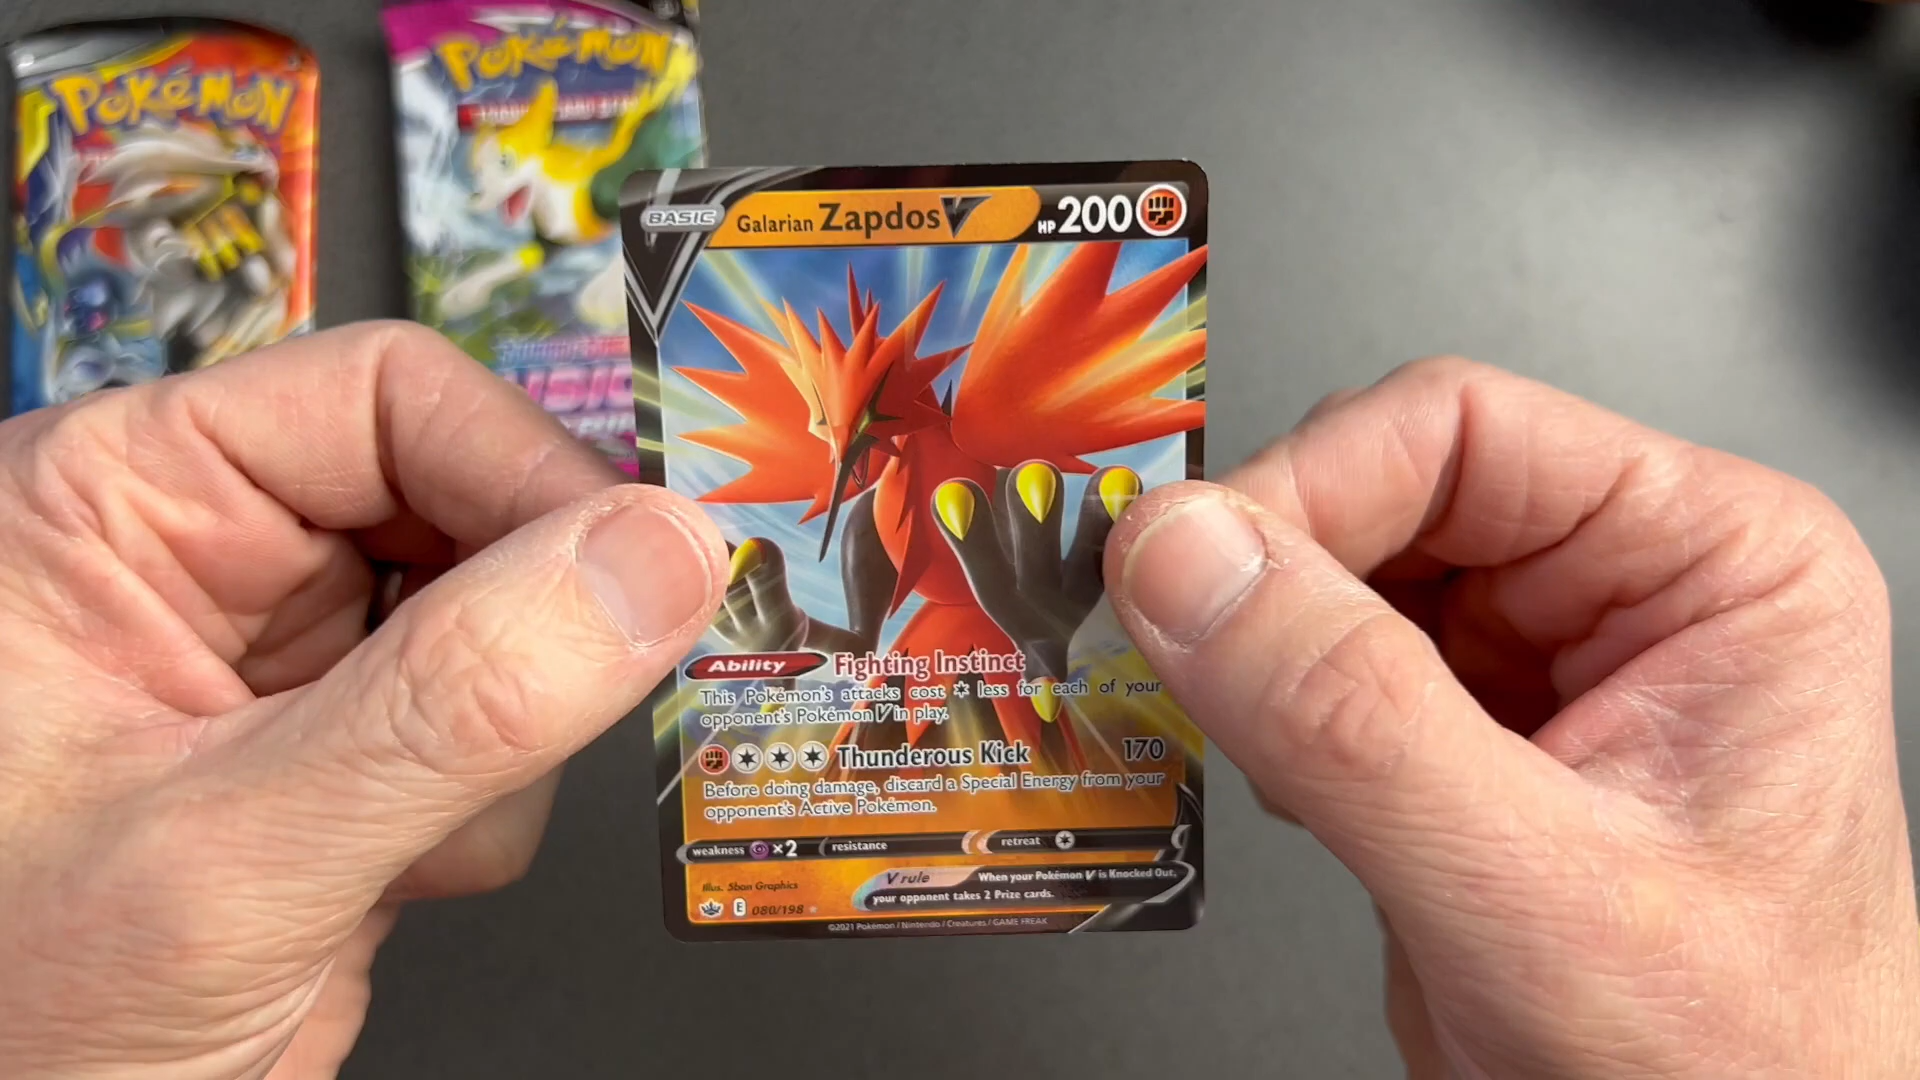 POKéMON
POKéMON
BASIC
Galarian Zapdos V
HP 200
Ability Fighting Instinct
This Pokémon's attacks cost less for each of your
opponent's Pokémon V in play.
Thunderous Kick 170
Before doing damage, discard a Special Energy from your
opponent's Active Pokémon.
weakness ×2 resistance retreat
Illus. 5ban Graphics
V rule When your Pokémon V is Knocked Out,
your opponent takes 2 Prize cards.
E 080/198
©2021 Pokémon / Nintendo / Creatures / GAME FREAK